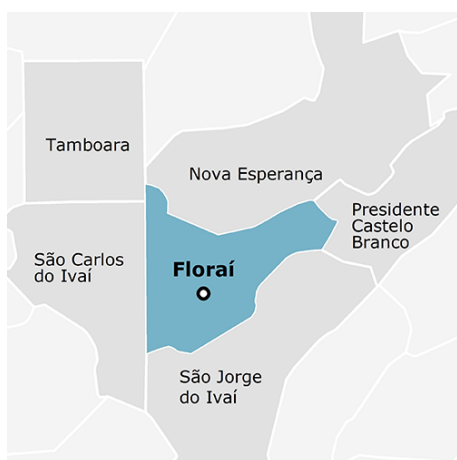 Tamboara
Nova Esperança
Presidente
Castelo
Branco
São Carlos
do Ivaí
Floraí
São Jorge
do Ivaí